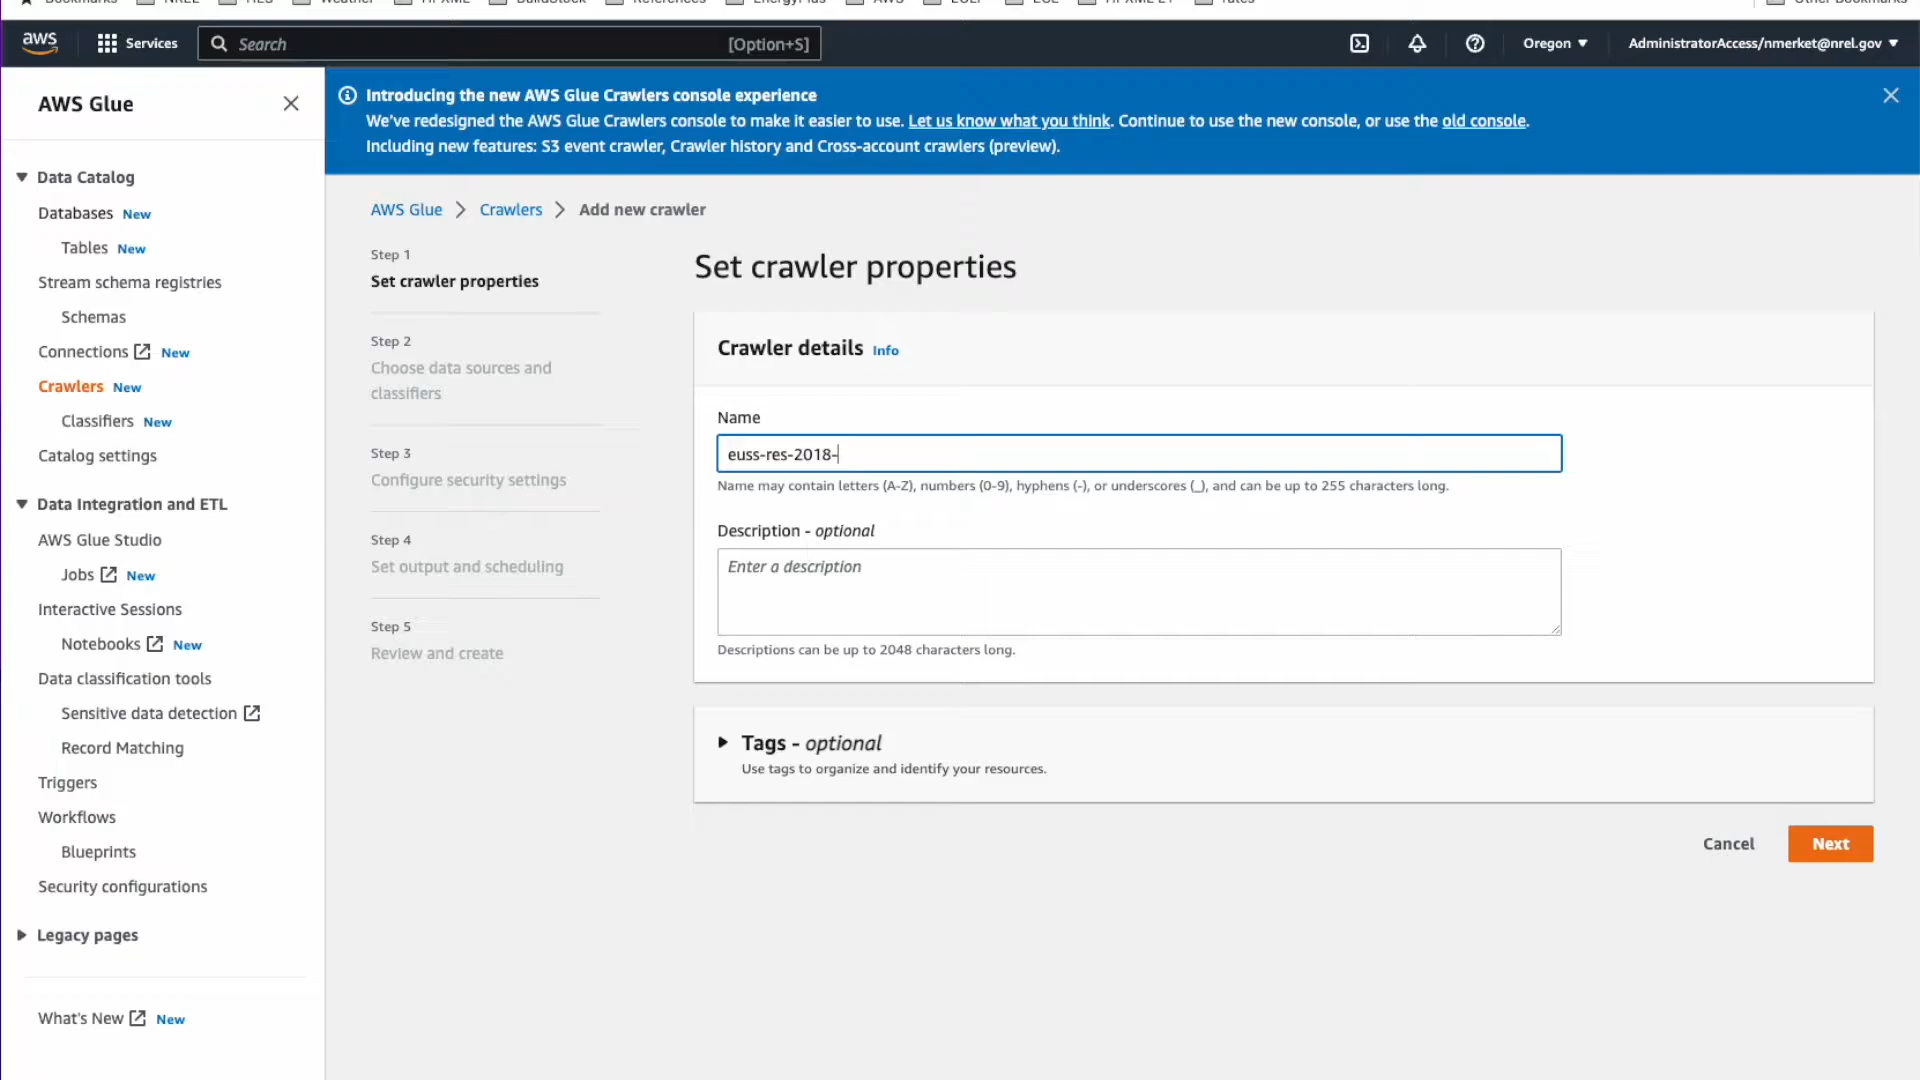 Bookmarks NREL RES Weather HPXML BuildStock References EnergyPlus AWS Other Bookmarks
aws Services Search [Option+S] Oregon AdministratorAccess/nmerket@nrel.gov
AWS Glue
Introducing the new AWS Glue Crawlers console experience
We've redesigned the AWS Glue Crawlers console to make it easier to use. Let us know what you think. Continue to use the new console, or use the old console.
Including new features: S3 event crawler, Crawler history and Cross-account crawlers (preview).
Data Catalog
Databases New
Tables New
Stream schema registries
Schemas
Connections New
Crawlers New
Classifiers New
Catalog settings
Data Integration and ETL
AWS Glue Studio
Jobs New
Interactive Sessions
Notebooks New
Data classification tools
Sensitive data detection
Record Matching
Triggers
Workflows
Blueprints
Security configurations
Legacy pages
What's New New
AWS Glue Crawlers Add new crawler
Step 1
Set crawler properties
Step 2
Choose data sources and
classifiers
Step 3
Configure security settings
Step 4
Set output and scheduling
Step 5
Review and create
Set crawler properties
Crawler details Info
Name
euss-res-2018-
Name may contain letters (A-Z), numbers (0-9), hyphens (-), or underscores (_), and can be up to 255 characters long.
Description - optional
Enter a description
Descriptions can be up to 2048 characters long.
Tags - optional
Use tags to organize and identify your resources.
Cancel Next